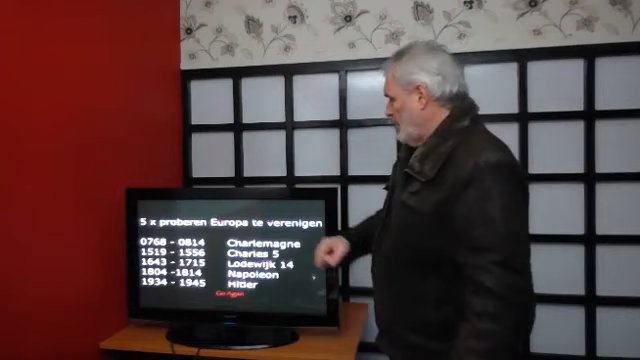 5 x proberen Europa te verenigen
0768 - 0814 Charlemagne
1519 - 1556 Charles 5
1643 - 1715 Lodewijk 14
1804 -1814 Napoleon
1934 - 1945 Hitler